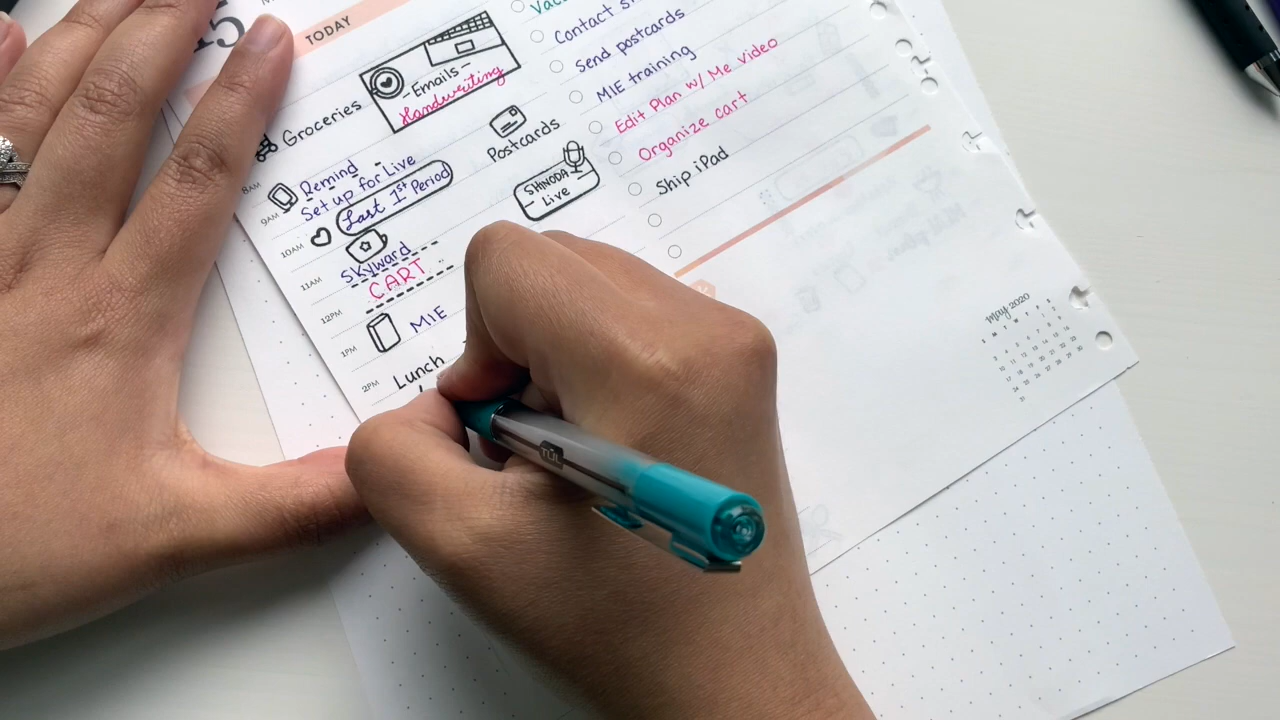 15
TODAY
Emails
Handwriting
Groceries
Postcards
8AM
Remind
Set up for Live
9AM
Last 1st Period
SHINODA
Live
10AM
11AM
Skyward
CART
12PM
1PM
MIE
2PM
Lunch
Contact
Send postcards
MIE training
Edit Plan w/ Me video
Organize cart
Ship iPad
May 2020
S M T W T F S
TUL